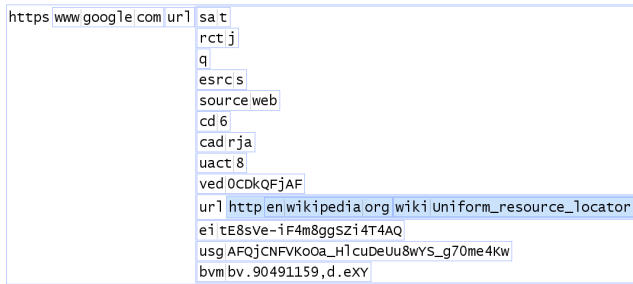 https www google com url sa t
rct j
q
esrc s
source web
cd 6
cad rja
uact 8
ved 0CDkQFjAF
url http en wikipedia org wiki Uniform_resource_locator
ei tE8sVe-iF4m8ggSZi4T4AQ
usg AFQjCNFVKoOa_HlcuDeUu8wYS_g70me4Kw
bvm bv.90491159,d.eXY